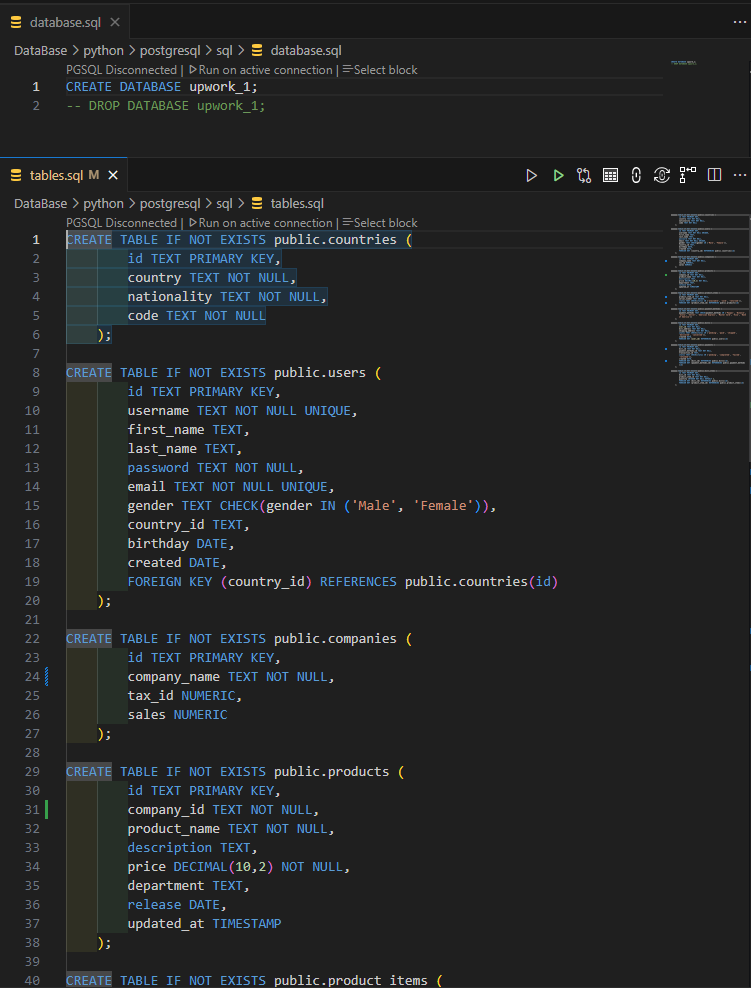 database.sql
DataBase > python > postgresql > sql > database.sql
PGSQL Disconnected | Run on active connection | Select block
1 CREATE DATABASE upwork_1;
2 -- DROP DATABASE upwork_1;
tables.sql M
DataBase > python > postgresql > sql > tables.sql
PGSQL Disconnected | Run on active connection | Select block
1 CREATE TABLE IF NOT EXISTS public.countries (
2 id TEXT PRIMARY KEY,
3 country TEXT NOT NULL,
4 nationality TEXT NOT NULL,
5 code TEXT NOT NULL
6 );
7
8 CREATE TABLE IF NOT EXISTS public.users (
9 id TEXT PRIMARY KEY,
10 username TEXT NOT NULL UNIQUE,
11 first_name TEXT,
12 last_name TEXT,
13 password TEXT NOT NULL,
14 email TEXT NOT NULL UNIQUE,
15 gender TEXT CHECK(gender IN ('Male', 'Female')),
16 country_id TEXT,
17 birthday DATE,
18 created DATE,
19 FOREIGN KEY (country_id) REFERENCES public.countries(id)
20 );
21
22 CREATE TABLE IF NOT EXISTS public.companies (
23 id TEXT PRIMARY KEY,
24 company_name TEXT NOT NULL,
25 tax_id NUMERIC,
26 sales NUMERIC
27 );
28
29 CREATE TABLE IF NOT EXISTS public.products (
30 id TEXT PRIMARY KEY,
31 company_id TEXT NOT NULL,
32 product_name TEXT NOT NULL,
33 description TEXT,
34 price DECIMAL(10,2) NOT NULL,
35 department TEXT,
36 release DATE,
37 updated_at TIMESTAMP
38 );
39
40 CREATE TABLE IF NOT EXISTS public.product_items (